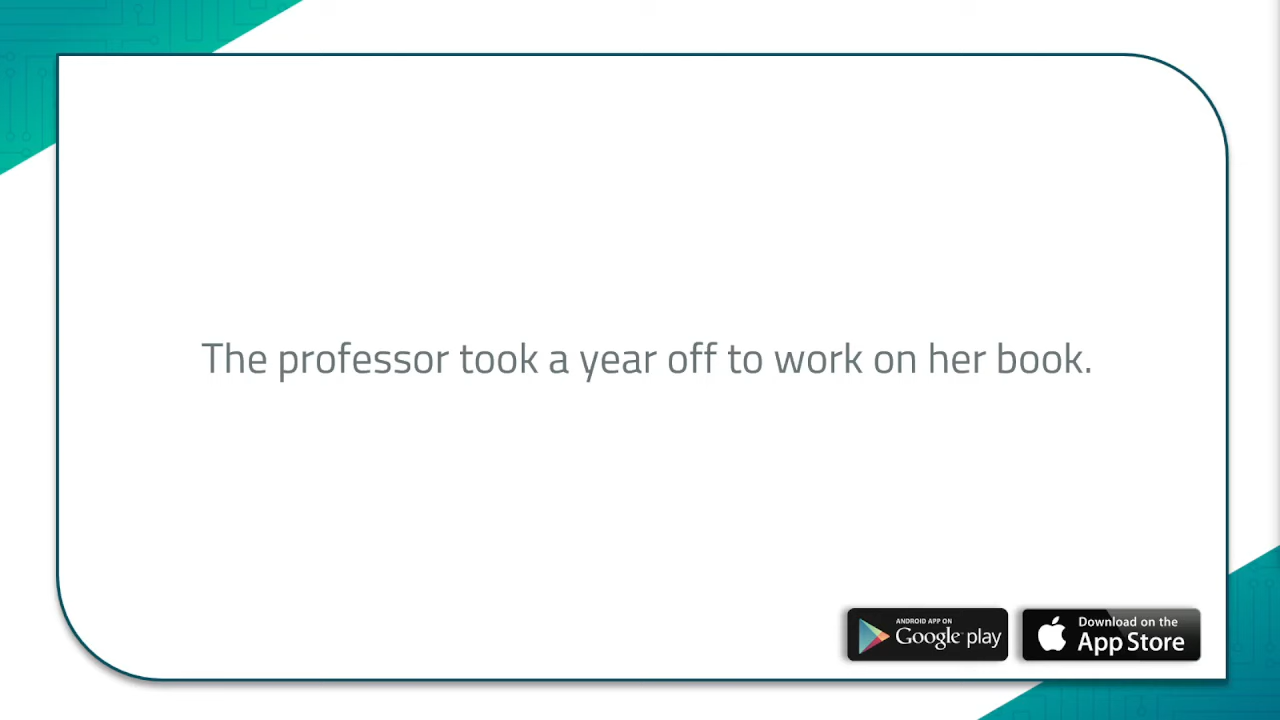 The professor took a year off to work on her book.
ANDROID APP ON
Google play
Download on the
App Store